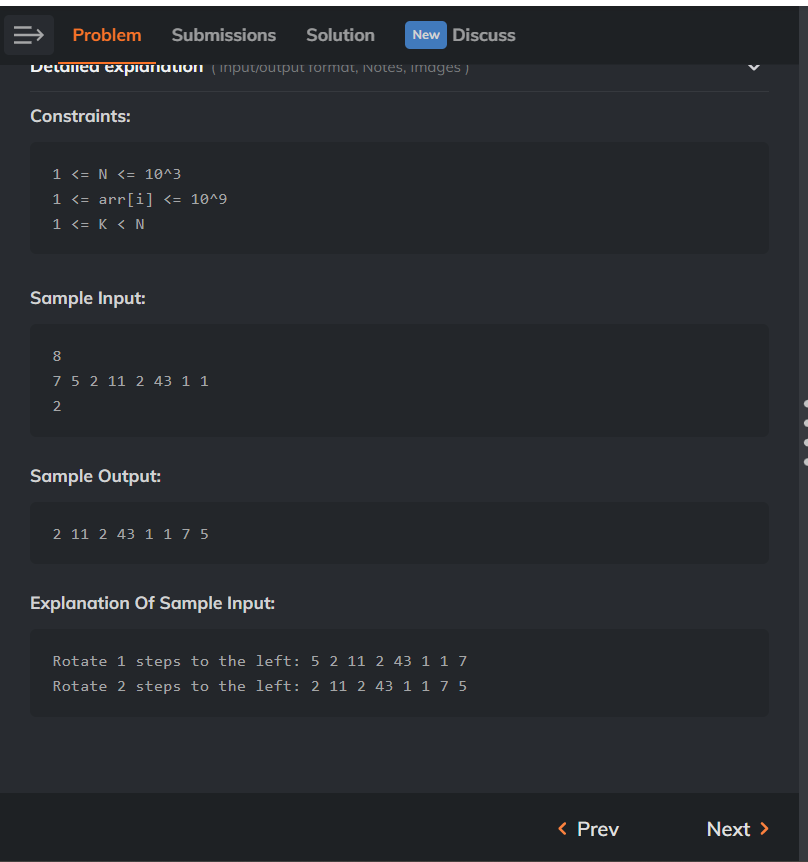 Problem Submissions Solution New Discuss
Detailed explanation ( Input/output format, Notes, Images )
Constraints:
1 <= N <= 10^3
1 <= arr[i] <= 10^9
1 <= K < N
Sample Input:
8
7 5 2 11 2 43 1 1
2
Sample Output:
2 11 2 43 1 1 7 5
Explanation Of Sample Input:
Rotate 1 steps to the left: 5 2 11 2 43 1 1 7
Rotate 2 steps to the left: 2 11 2 43 1 1 7 5
Prev Next